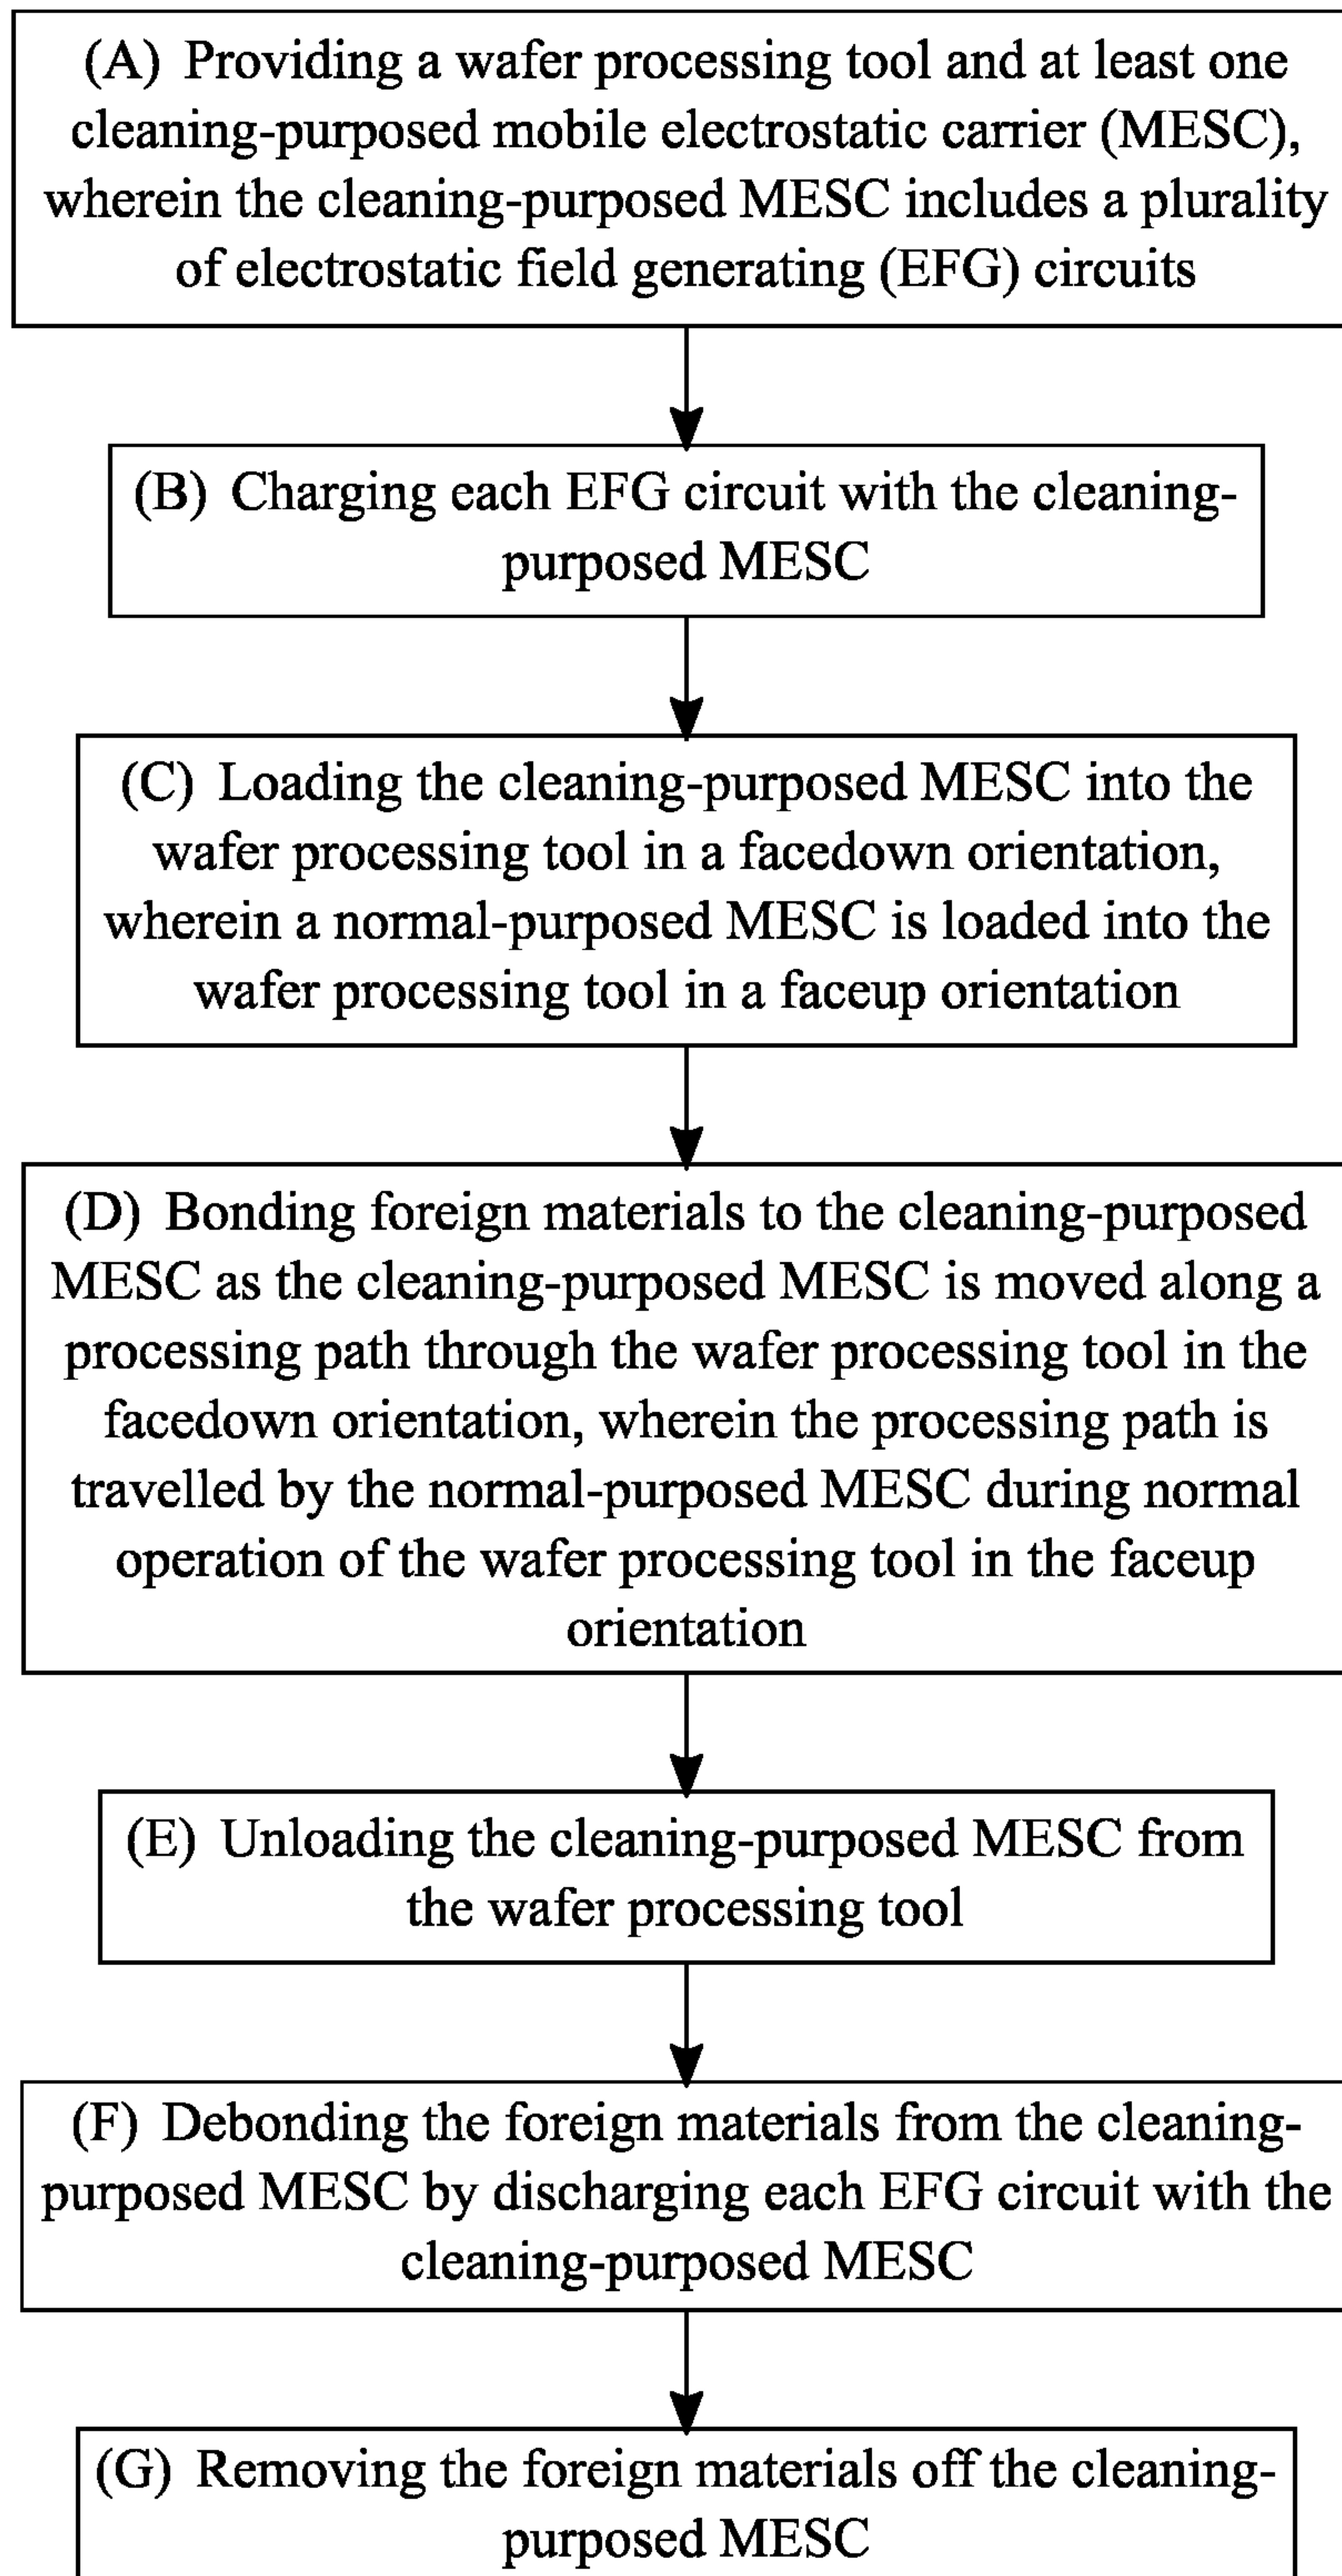 (A) Providing a wafer processing tool and at least one
cleaning-purposed mobile electrostatic carrier (MESC),
wherein the cleaning-purposed MESC includes a plurality
of electrostatic field generating (EFG) circuits
(B) Charging each EFG circuit with the cleaning-
purposed MESC
(C) Loading the cleaning-purposed MESC into the
wafer processing tool in a facedown orientation,
wherein a normal-purposed MESC is loaded into the
wafer processing tool in a faceup orientation
(D) Bonding foreign materials to the cleaning-purposed
MESC as the cleaning-purposed MESC is moved along a
processing path through the wafer processing tool in the
facedown orientation, wherein the processing path is
travelled by the normal-purposed MESC during normal
operation of the wafer processing tool in the faceup
orientation
(E) Unloading the cleaning-purposed MESC from
the wafer processing tool
(F) Debonding the foreign materials from the cleaning-
purposed MESC by discharging each EFG circuit with the
cleaning-purposed MESC
(G) Removing the foreign materials off the cleaning-
purposed MESC